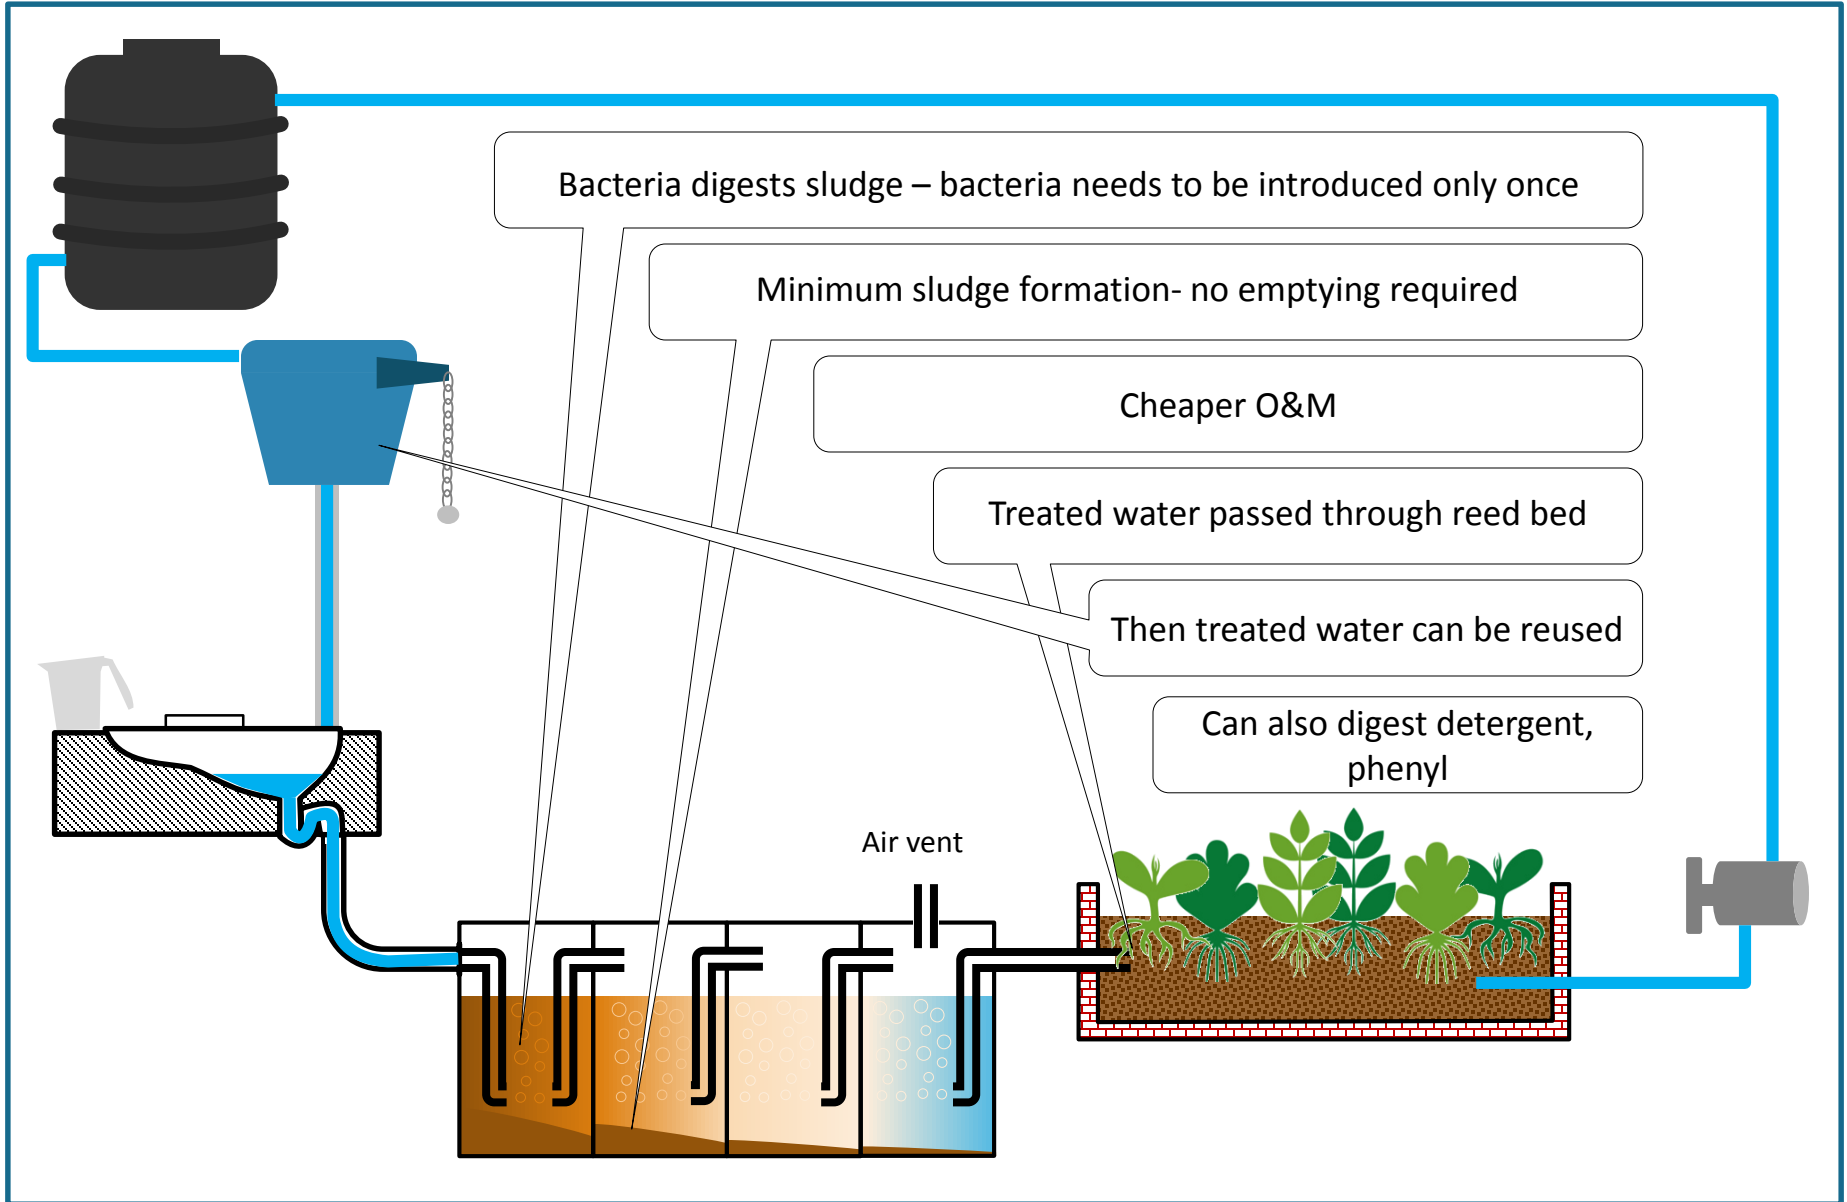 Bacteria digests sludge – bacteria needs to be introduced only once
Minimum sludge formation- no emptying required
Cheaper O&M
Treated water passed through reed bed
Then treated water can be reused
Can also digest detergent,
phenyl
Air vent